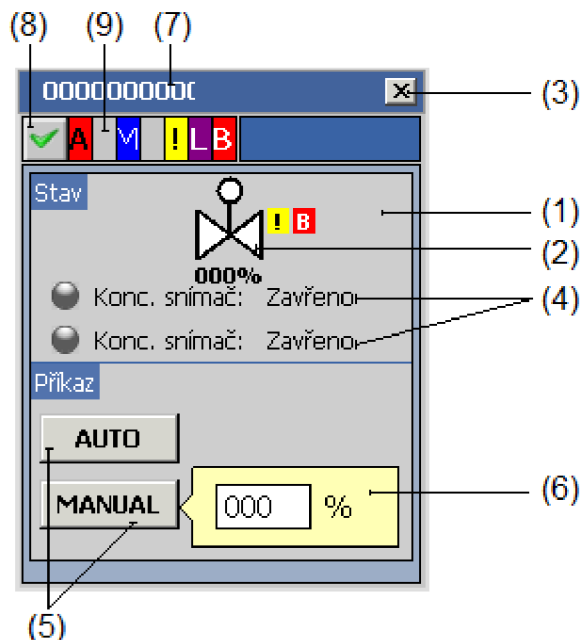 (8) (9) (7)
0000000000 X (3)
A M ! L B
Stav
! B (1)
(2)
000%
Konc. snímač: Zavřeno
(4)
Konc. snímač: Zavřeno
Příkaz
AUTO
MANUAL 000 % (6)
(5)